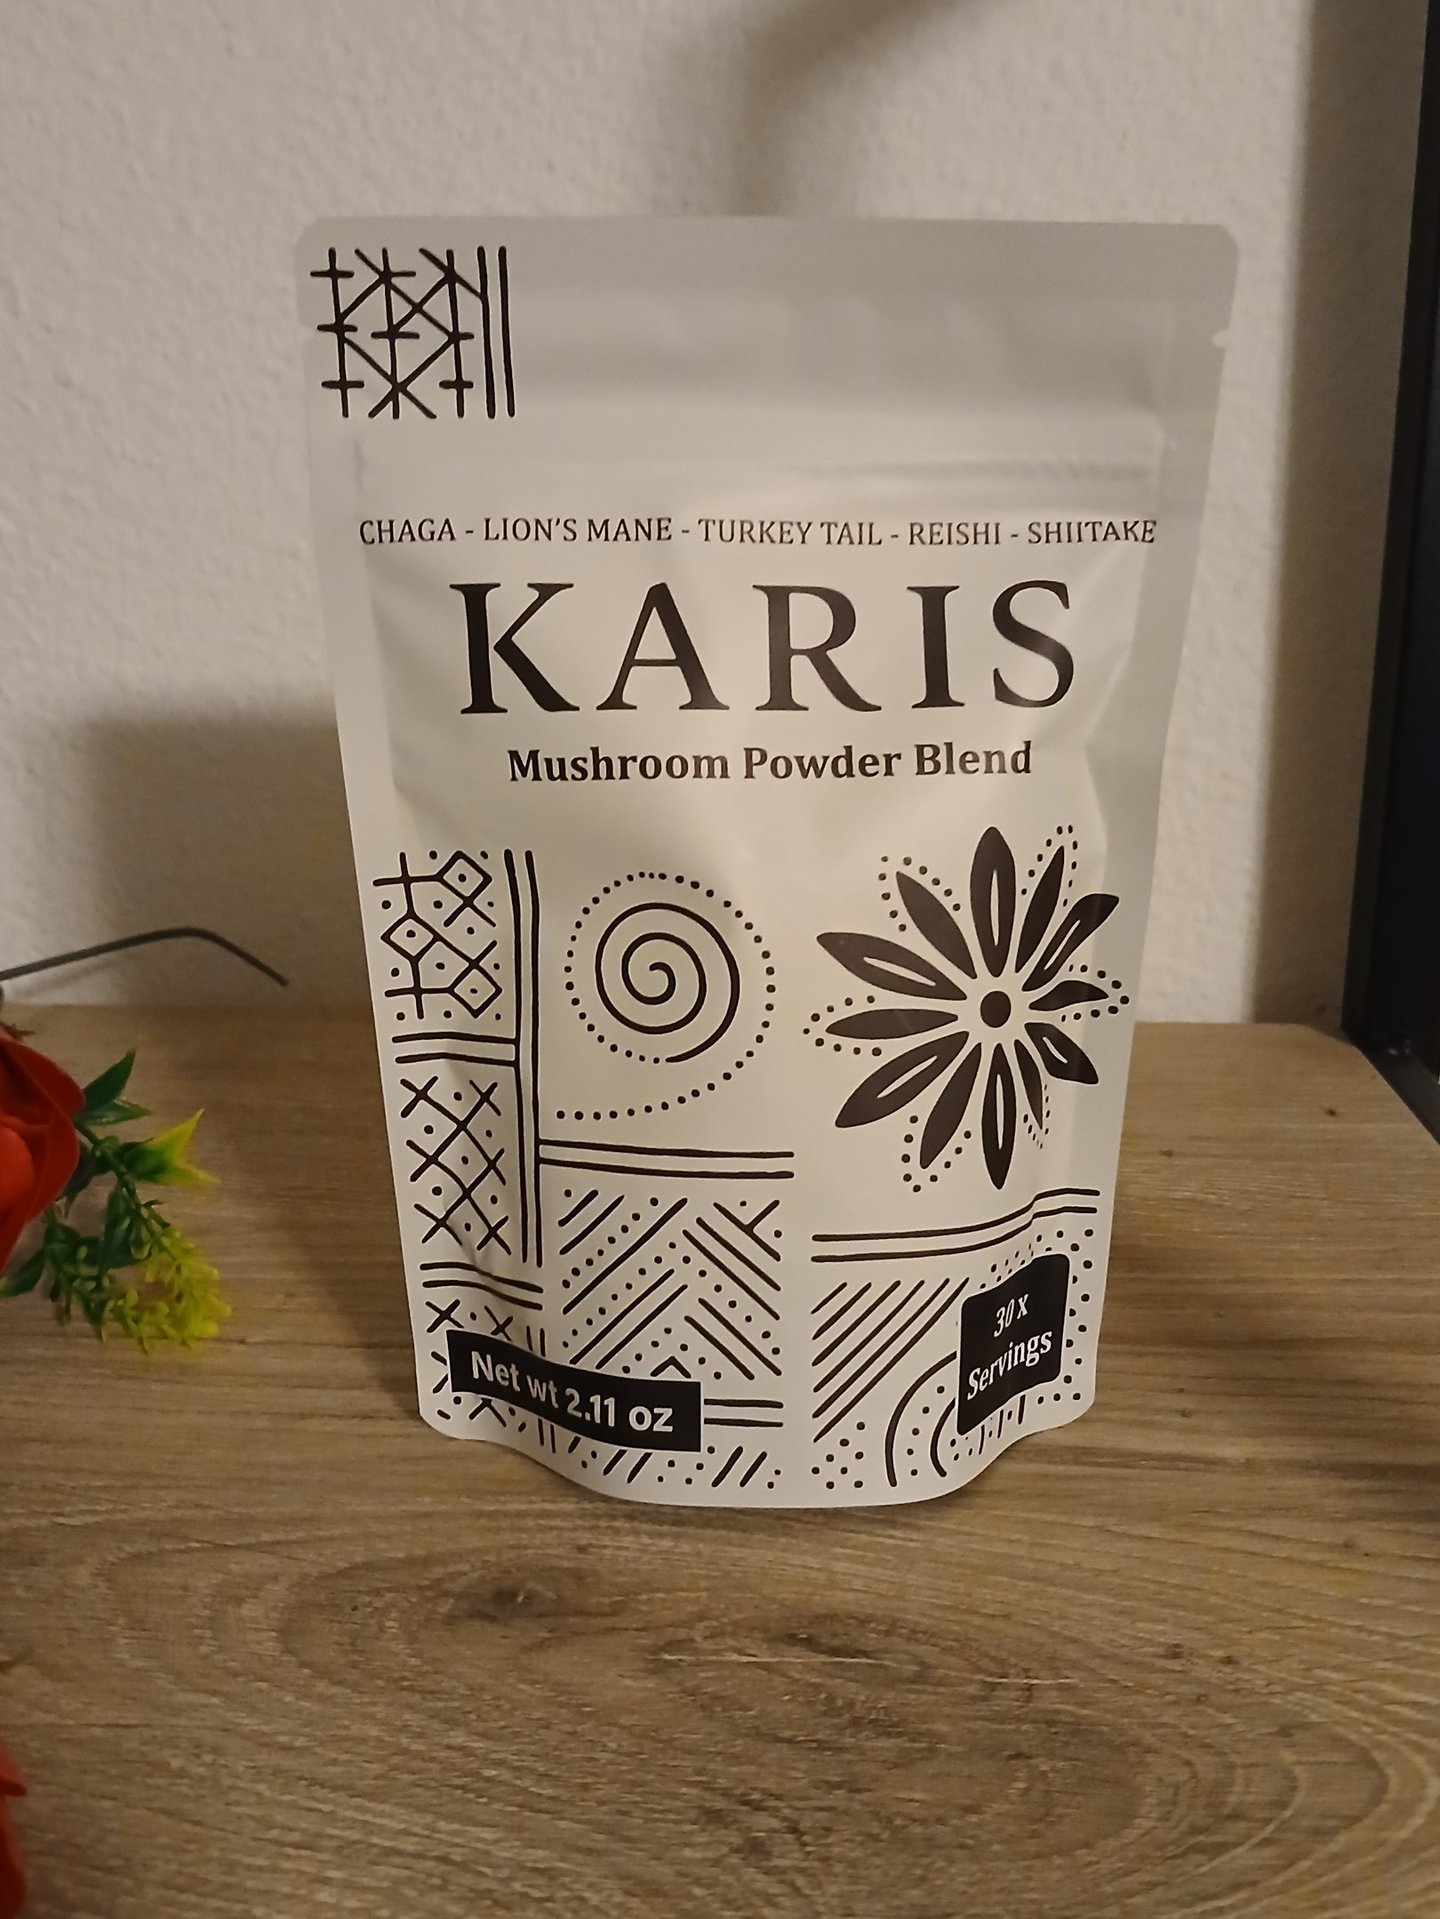 CHAGA - LION'S MANE - TURKEY TAIL - REISHI - SHIITAKE
KARIS
Mushroom Powder Blend
Net wt 2.11 oz
30 x
Servings